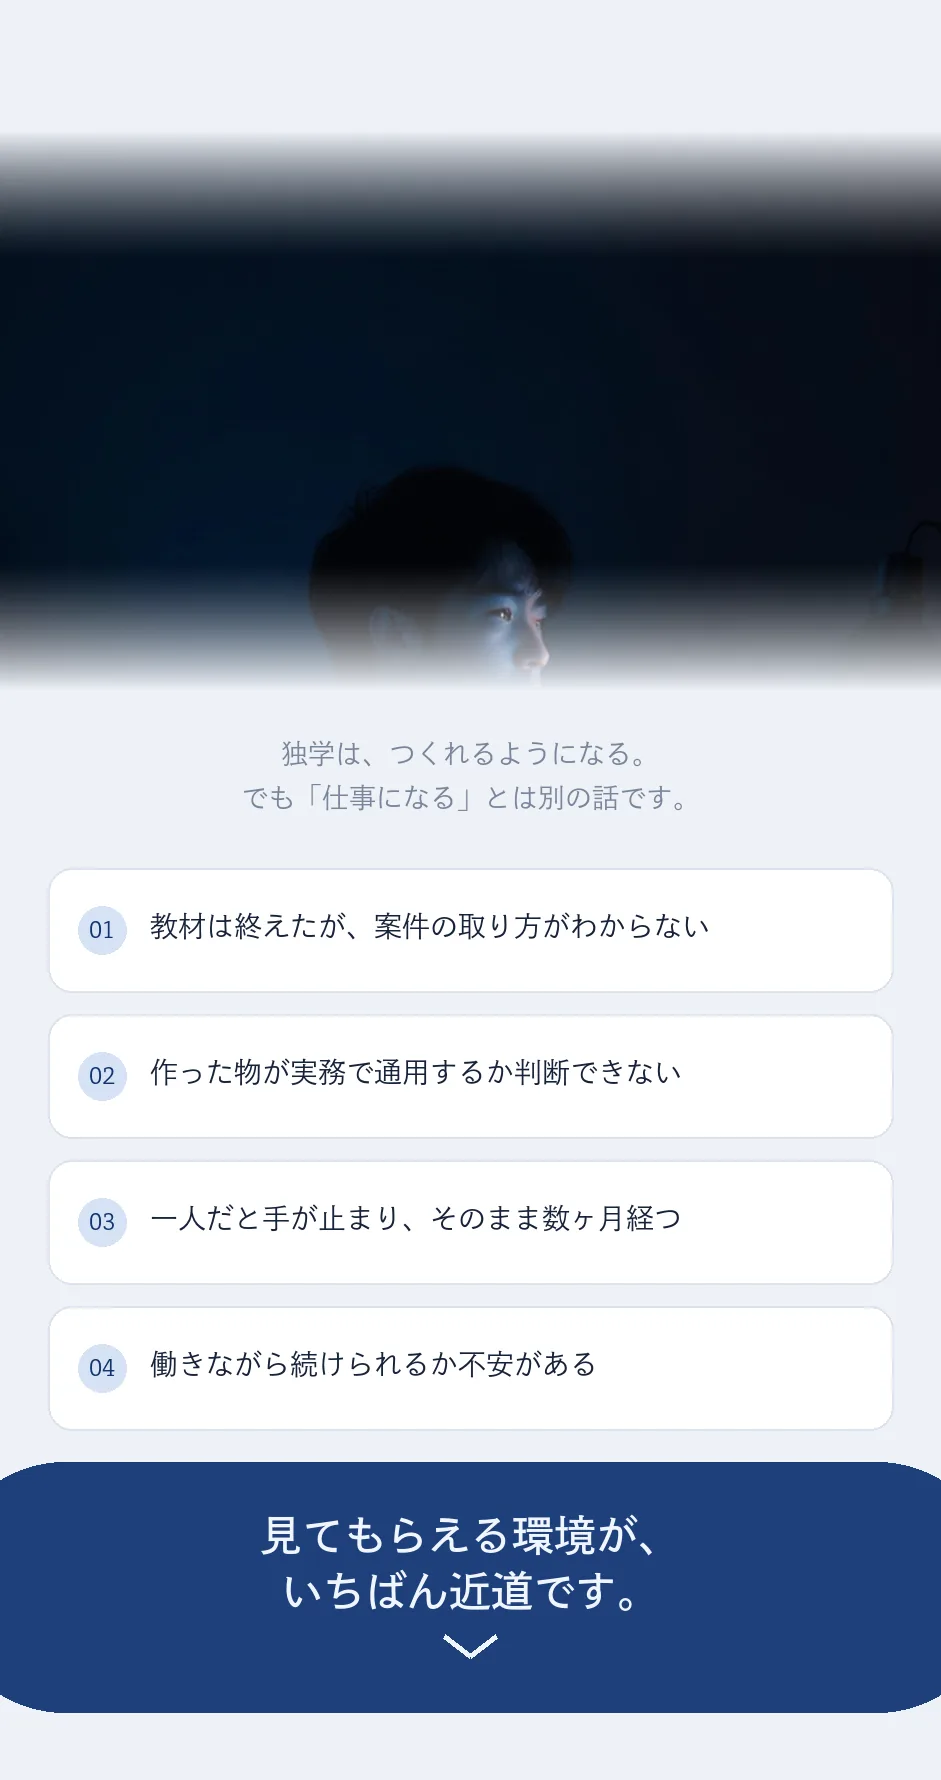 独学は、つくれるようになる。
でも「仕事になる」とは別の話です。
01 教材は終えたが、案件の取り方がわからない
02 作った物が実務で通用するか判断できない
03 一人だと手が止まり、そのまま数ヶ月経つ
04 働きながら続けられるか不安がある
見てもらえる環境が、
いちばん近道です。